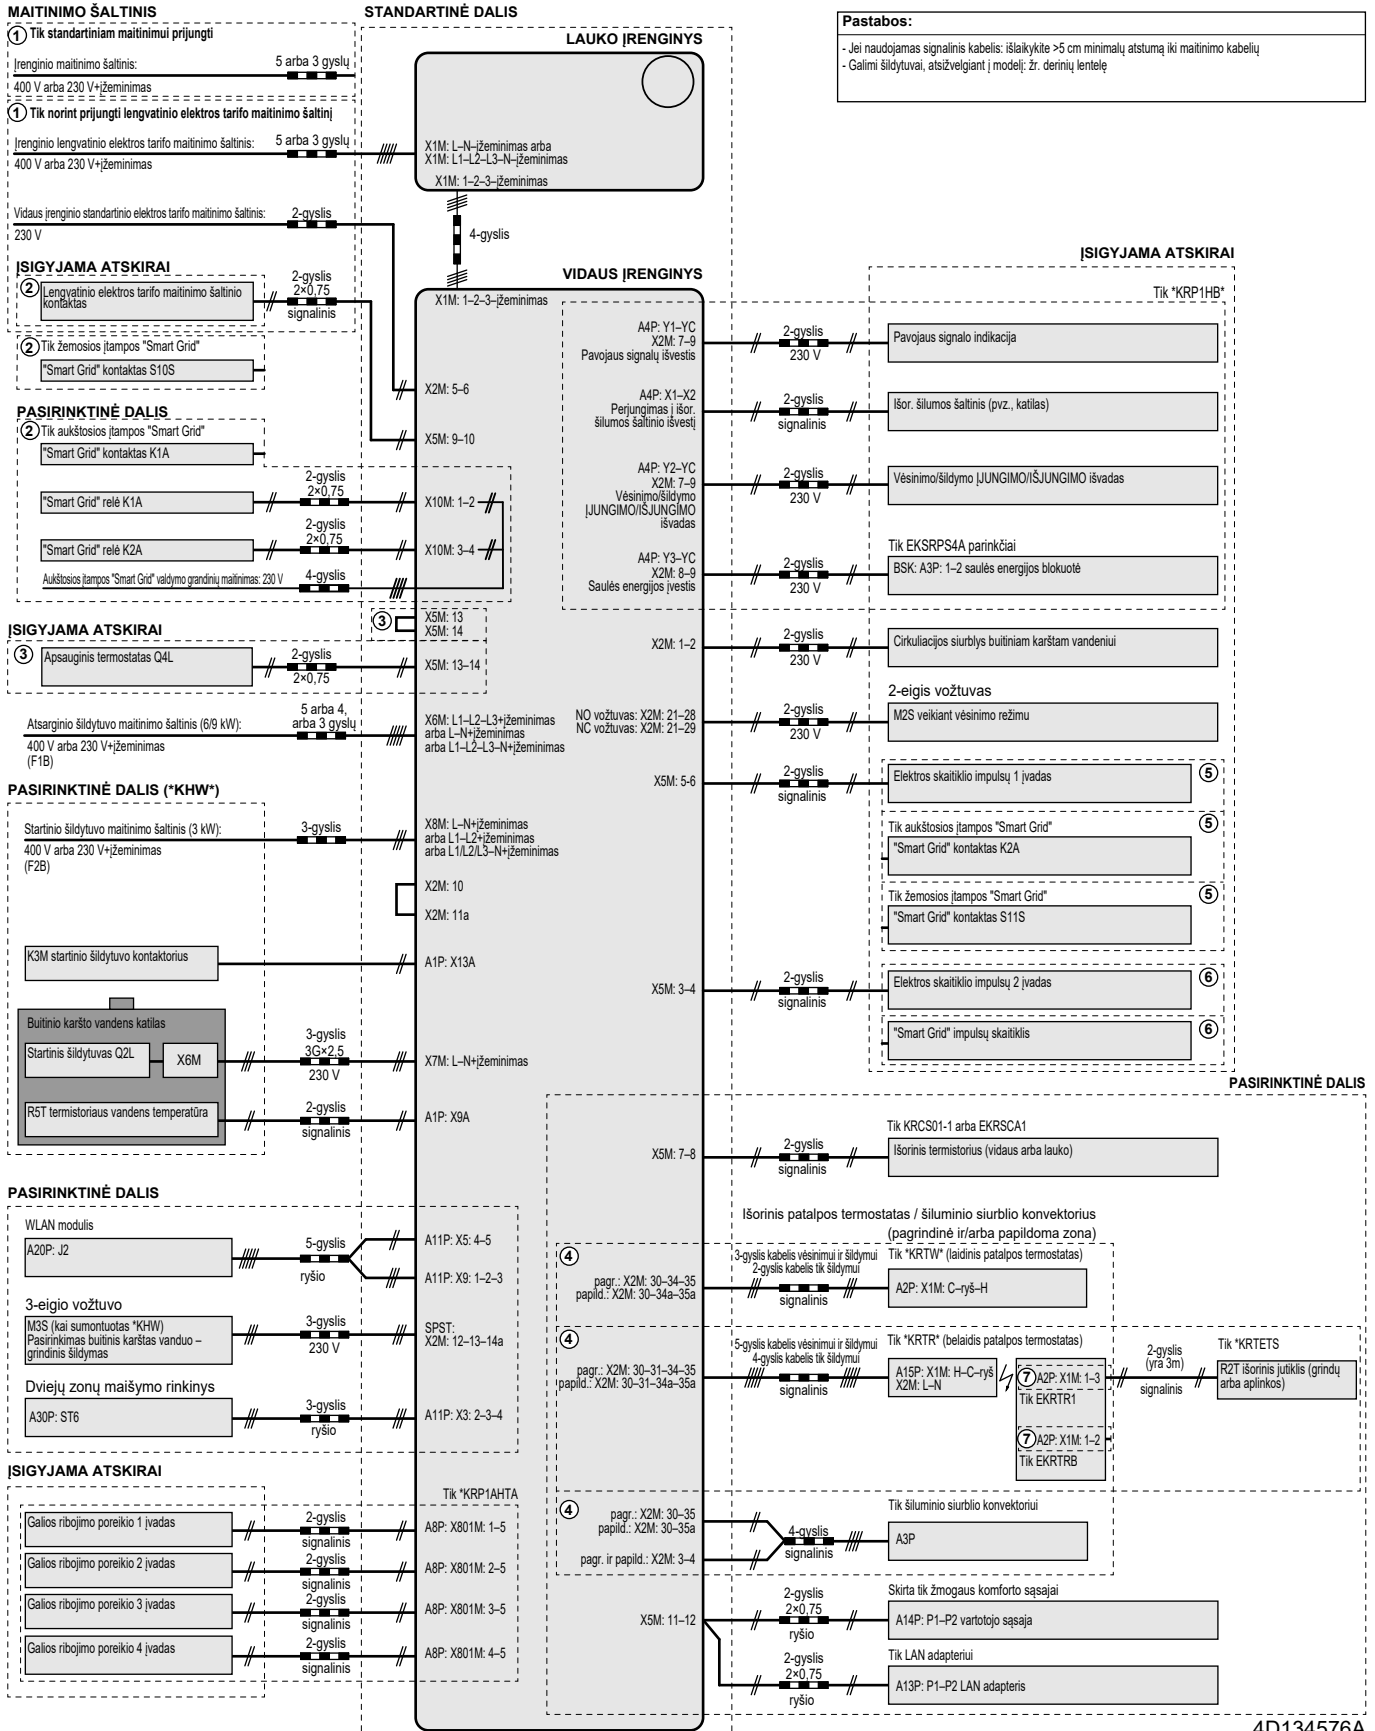 MAITINIMO ŠALTINIS
① Tik standartiniam maitinimui prijungti
Įrenginio maitinimo šaltinis:
5 arba 3 gyslų
400 V arba 230 V+įžeminimas
① Tik norint prijungti lengvatinio elektros tarifo maitinimo šaltinį
Įrenginio lengvatinio elektros tarifo maitinimo šaltinis:
5 arba 3 gyslų
400 V arba 230 V+įžeminimas
Vidaus įrenginio standartinio elektros tarifo maitinimo šaltinis:
2-gyslis
230 V
ĮSIGYJAMA ATSKIRAI
② Lengvatinio elektros tarifo maitinimo šaltinio
kontaktas
2-gyslis
2×0,75
signalinis
② Tik žemosios įtampos "Smart Grid"
"Smart Grid" kontaktas S10S
PASIRINKTINĖ DALIS
② Tik aukštosios įtampos "Smart Grid"
"Smart Grid" kontaktas K1A
"Smart Grid" relė K1A
2-gyslis
2×0,75
"Smart Grid" relė K2A
2-gyslis
2×0,75
Aukštosios įtampos "Smart Grid" valdymo grandinių maitinimas: 230 V
4-gyslis
ĮSIGYJAMA ATSKIRAI
③ Apsauginis termostatas Q4L
2-gyslis
2×0,75
Atsarginio šildytuvo maitinimo šaltinis (6/9 kW):
5 arba 4,
arba 3 gyslų
400 V arba 230 V+įžeminimas
(F1B)
PASIRINKTINĖ DALIS (*KHW*)
Startinio šildytuvo maitinimo šaltinis (3 kW):
3-gyslis
400 V arba 230 V+įžeminimas
(F2B)
K3M startinio šildytuvo kontaktorius
Buitinio karšto vandens katilas
Startinis šildytuvas Q2L
X6M
3-gyslis
3G×2,5
230 V
R5T termistoriaus vandens temperatūra
2-gyslis
signalinis
PASIRINKTINĖ DALIS
WLAN modulis
A20P: J2
5-gyslis
ryšio
3-eigio vožtuvo
M3S (kai sumontuotas *KHW)
Pasirinkimas buitinis karštas vanduo –
grindinis šildymas
3-gyslis
230 V
Dviejų zonų maišymo rinkinys
A30P: ST6
3-gyslis
ryšio
ĮSIGYJAMA ATSKIRAI
Galios ribojimo poreikio 1 įvadas
2-gyslis
signalinis
Galios ribojimo poreikio 2 įvadas
2-gyslis
signalinis
Galios ribojimo poreikio 3 įvadas
2-gyslis
signalinis
Galios ribojimo poreikio 4 įvadas
2-gyslis
signalinis
STANDARTINĖ DALIS
LAUKO ĮRENGINYS
X1M: L–N–įžeminimas arba
X1M: L1–L2–L3–N–įžeminimas
X1M: 1–2–3–įžeminimas
4-gyslis
VIDAUS ĮRENGINYS
X1M: 1–2–3–įžeminimas
X2M: 5–6
X5M: 9–10
X10M: 1–2
X10M: 3–4
③
X5M: 13
X5M: 14
X5M: 13–14
X6M: L1–L2–L3+įžeminimas
arba L–N+įžeminimas
arba L1–L2–L3–N+įžeminimas
X8M: L–N+įžeminimas
arba L1–L2+įžeminimas
arba L1/L2/L3–N+įžeminimas
X2M: 10
X2M: 11a
A1P: X13A
X7M: L–N+įžeminimas
A1P: X9A
A11P: X5: 4–5
A11P: X9: 1–2–3
SPST:
X2M: 12–13–14a
A11P: X3: 2–3–4
Tik *KRP1AHTA
A8P: X801M: 1–5
A8P: X801M: 2–5
A8P: X801M: 3–5
A8P: X801M: 4–5
Pastabos:
- Jei naudojamas signalinis kabelis: išlaikykite >5 cm minimalų atstumą iki maitinimo kabelių
- Galimi šildytuvai, atsižvelgiant į modelį: žr. derinių lentelę
ĮSIGYJAMA ATSKIRAI
Tik *KRP1HB*
A4P: Y1–YC
X2M: 7–9
Pavojaus signalų išvestis
2-gyslis
230 V
Pavojaus signalo indikacija
A4P: X1–X2
Perjungimas į išor.
šilumos šaltinio išvestį
2-gyslis
signalinis
Išor. šilumos šaltinis (pvz., katilas)
A4P: Y2–YC
X2M: 7–9
Vėsinimo/šildymo
ĮJUNGIMO/IŠJUNGIMO
išvadas
2-gyslis
230 V
Vėsinimo/šildymo ĮJUNGIMO/IŠJUNGIMO išvadas
A4P: Y3–YC
X2M: 8–9
Saulės energijos įvestis
2-gyslis
230 V
Tik EKSRPS4A parinkčiai
BSK: A3P: 1–2 saulės energijos blokuotė
X2M: 1–2
2-gyslis
230 V
Cirkuliacijos siurblys buitiniam karštam vandeniui
2-eigis vožtuvas
NO vožtuvas: X2M: 21–28
NC vožtuvas: X2M: 21–29
2-gyslis
230 V
M2S veikiant vėsinimo režimu
X5M: 5-6
2-gyslis
signalinis
Elektros skaitiklio impulsų 1 įvadas ⑤
Tik aukštosios įtampos "Smart Grid" ⑤
"Smart Grid" kontaktas K2A
Tik žemosios įtampos "Smart Grid" ⑤
"Smart Grid" kontaktas S11S
X5M: 3–4
2-gyslis
signalinis
Elektros skaitiklio impulsų 2 įvadas ⑥
"Smart Grid" impulsų skaitiklis ⑥
PASIRINKTINĖ DALIS
Tik KRCS01-1 arba EKRSCA1
X5M: 7–8
2-gyslis
signalinis
Išorinis termistorius (vidaus arba lauko)
Išorinis patalpos termostatas / šiluminio siurblio konvektorius
(pagrindinė ir/arba papildoma zona)
④
pagr.: X2M: 30–34–35
papild.: X2M: 30–34a–35a
3-gyslis kabelis vėsinimui ir šildymui
2-gyslis kabelis tik šildymui
signalinis
Tik *KRTW* (laidinis patalpos termostatas)
A2P: X1M: C–ryš–H
④
pagr.: X2M: 30–31–34–35
papild.: X2M: 30–31–34a–35a
5-gyslis kabelis vėsinimui ir šildymui
4-gyslis kabelis tik šildymui
signalinis
Tik *KRTR* (belaidis patalpos termostatas)
A15P: X1M: H–C–ryš
X2M: L–N
⑦ A2P: X1M: 1–3
Tik EKRTR1
⑦ A2P: X1M: 1–2
Tik EKRTRB
2-gyslis
(yra 3m)
signalinis
Tik *KRTETS
R2T išorinis jutiklis (grindų
arba aplinkos)
④
pagr.: X2M: 30–35
papild.: X2M: 30–35a
pagr. ir papild.: X2M: 3–4
4-gyslis
signalinis
Tik šiluminio siurblio konvektoriui
A3P
X5M: 11–12
2-gyslis
2×0,75
ryšio
Skirta tik žmogaus komforto sąsajai
A14P: P1–P2 vartotojo sąsaja
2-gyslis
2×0,75
ryšio
Tik LAN adapteriui
A13P: P1–P2 LAN adapteris
4D134576A